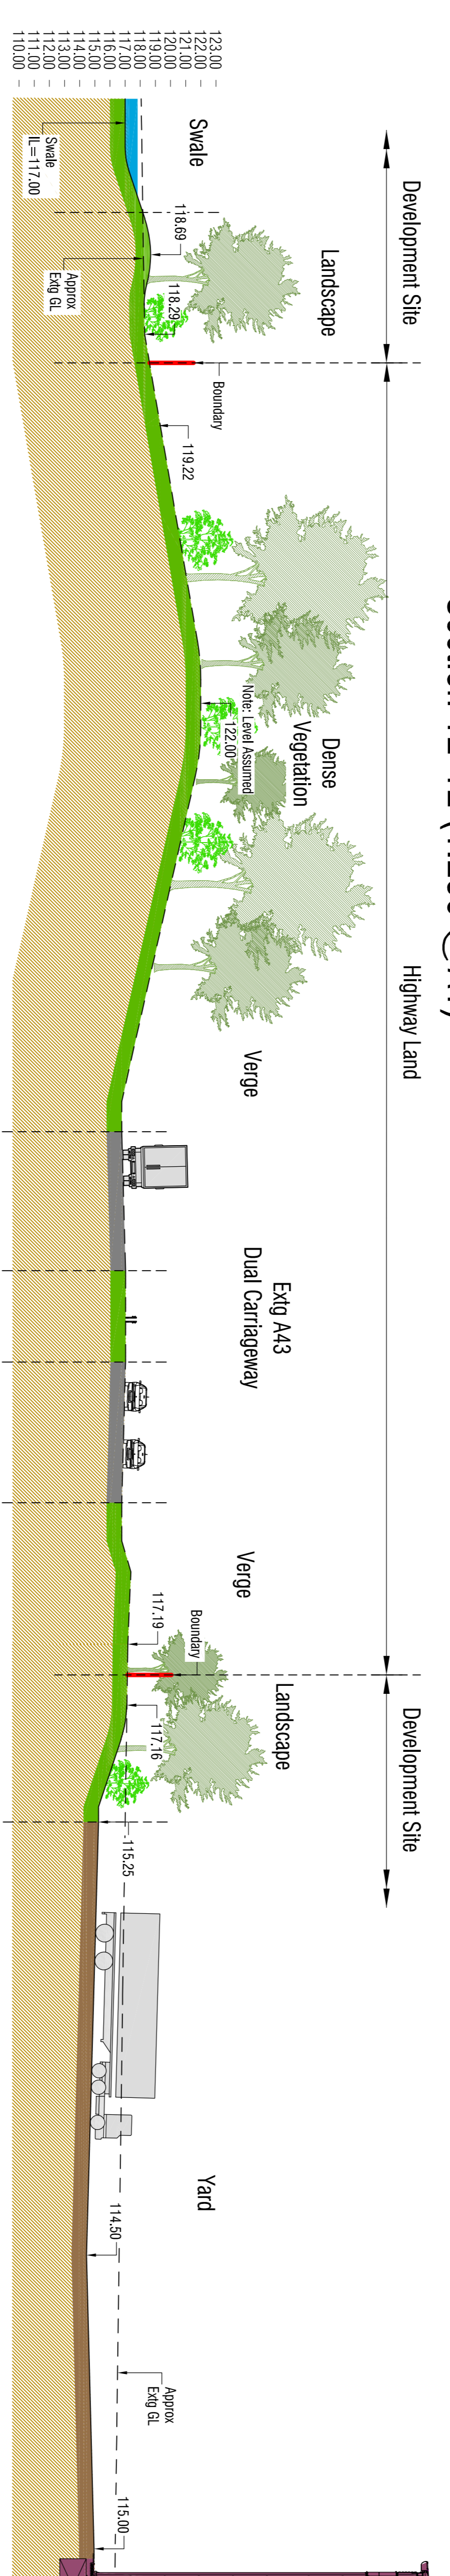 Development Site
Highway Land
Development Site
Swale
Landscape
Dense
Vegetation
Verge
Extg A43
Dual Carriageway
Verge
Landscape
Yard
Boundary
Boundary
118.69
118.29
119.22
Note: Level Assumed
122.00
117.19
117.16
115.25
114.50
115.00
Approx
Extg GL
Approx
Extg GL
Swale
IL=117.00
123.00
122.00
121.00
120.00
119.00
118.00
117.00
116.00
115.00
114.00
113.00
112.00
111.00
110.00